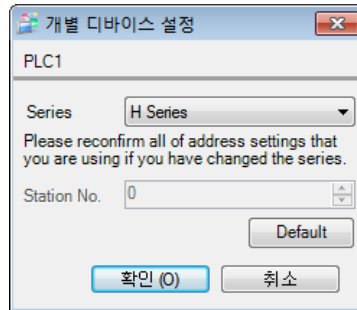 개별 디바이스 설정
PLC1
Series H Series
Please reconfirm all of address settings that
you are using if you have changed the series.
Station No. 0
Default
확인 (O) 취소